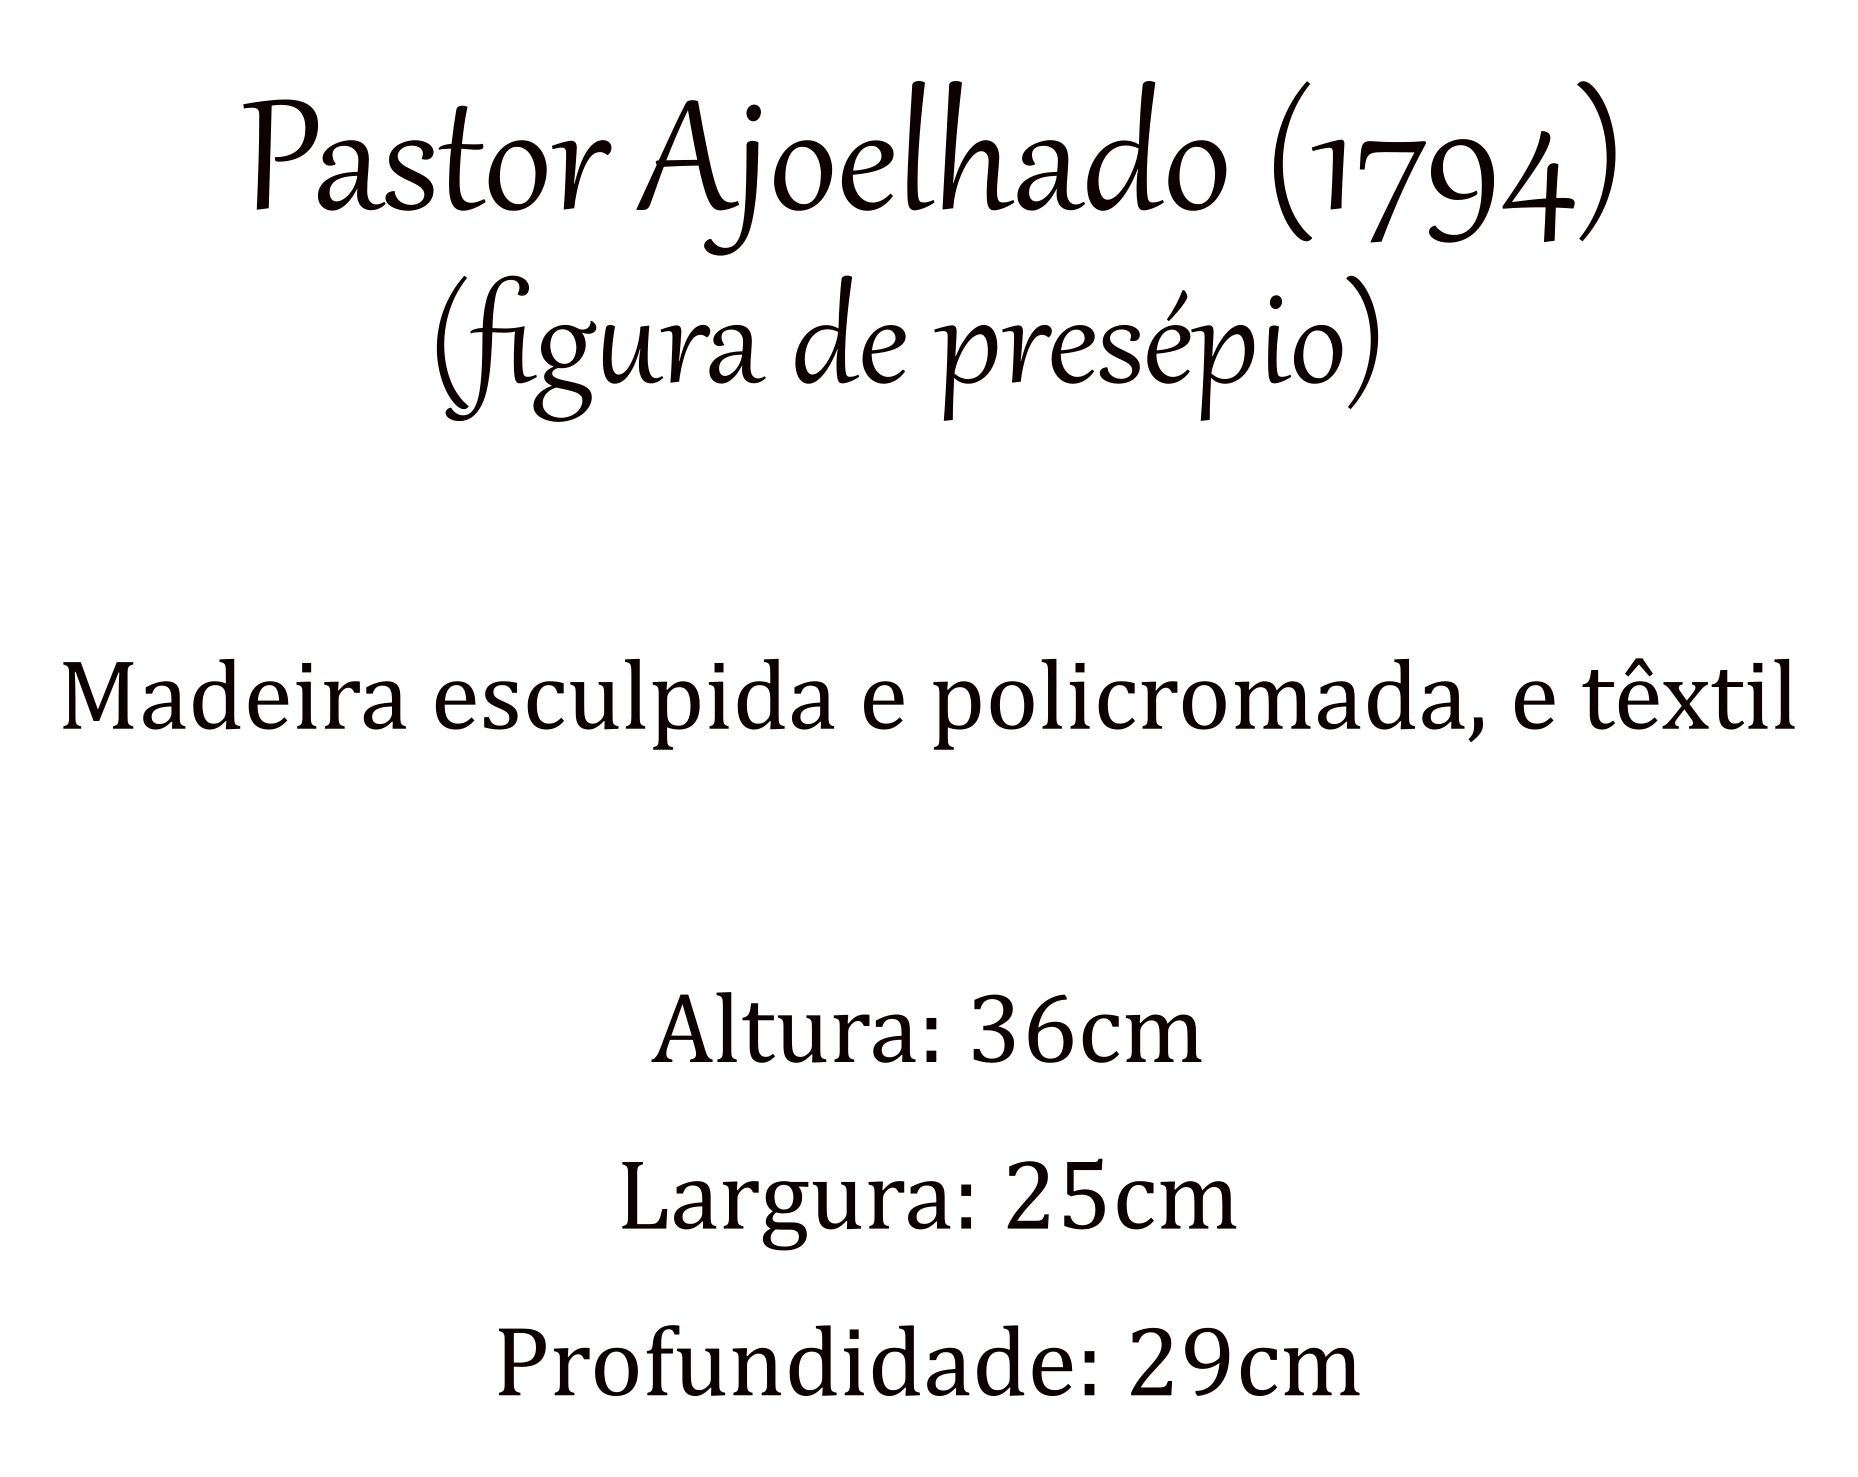 Pastor Ajoelhado (1794)
(figura de presépio)
Madeira esculpida e policromada, e têxtil
Altura: 36cm
Largura: 25cm
Profundidade: 29cm